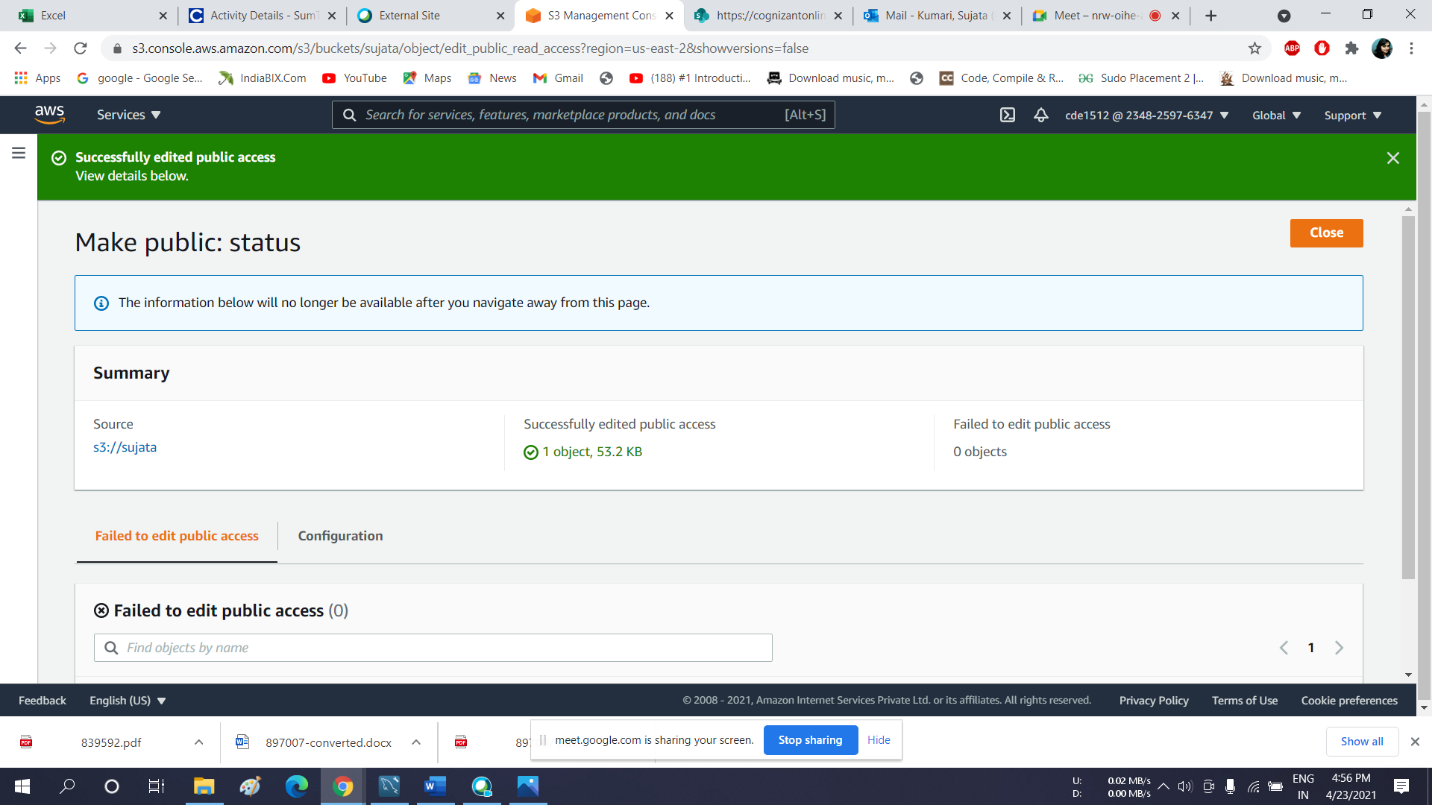 Excel
Activity Details - SumT
External Site
S3 Management Cons
https://cognizantonlin
Mail - Kumari, Sujata (
Meet – nrw-oihe-
s3.console.aws.amazon.com/s3/buckets/sujata/object/edit_public_read_access?region=us-east-2&showversions=false
ABP
Apps
google - Google Se...
IndiaBIX.Com
YouTube
Maps
News
Gmail
(188) #1 Introducti...
Download music, m...
CC
Code, Compile & R...
Sudo Placement 2 |...
Download music, m...
aws
Services
Search for services, features, marketplace products, and docs
[Alt+S]
cde1512 @ 2348-2597-6347
Global
Support
Successfully edited public access
View details below.
Make public: status
Close
The information below will no longer be available after you navigate away from this page.
Summary
Source
s3://sujata
Successfully edited public access
1 object, 53.2 KB
Failed to edit public access
0 objects
Failed to edit public access
Configuration
Failed to edit public access (0)
Find objects by name
1
Feedback
English (US)
© 2008 - 2021, Amazon Internet Services Private Ltd. or its affiliates. All rights reserved.
Privacy Policy
Terms of Use
Cookie preferences
839592.pdf
897007-converted.docx
897
meet.google.com is sharing your screen.
Stop sharing
Hide
Show all
U: 0.02 MB/s
D: 0.00 MB/s
ENG
IN
4:56 PM
4/23/2021